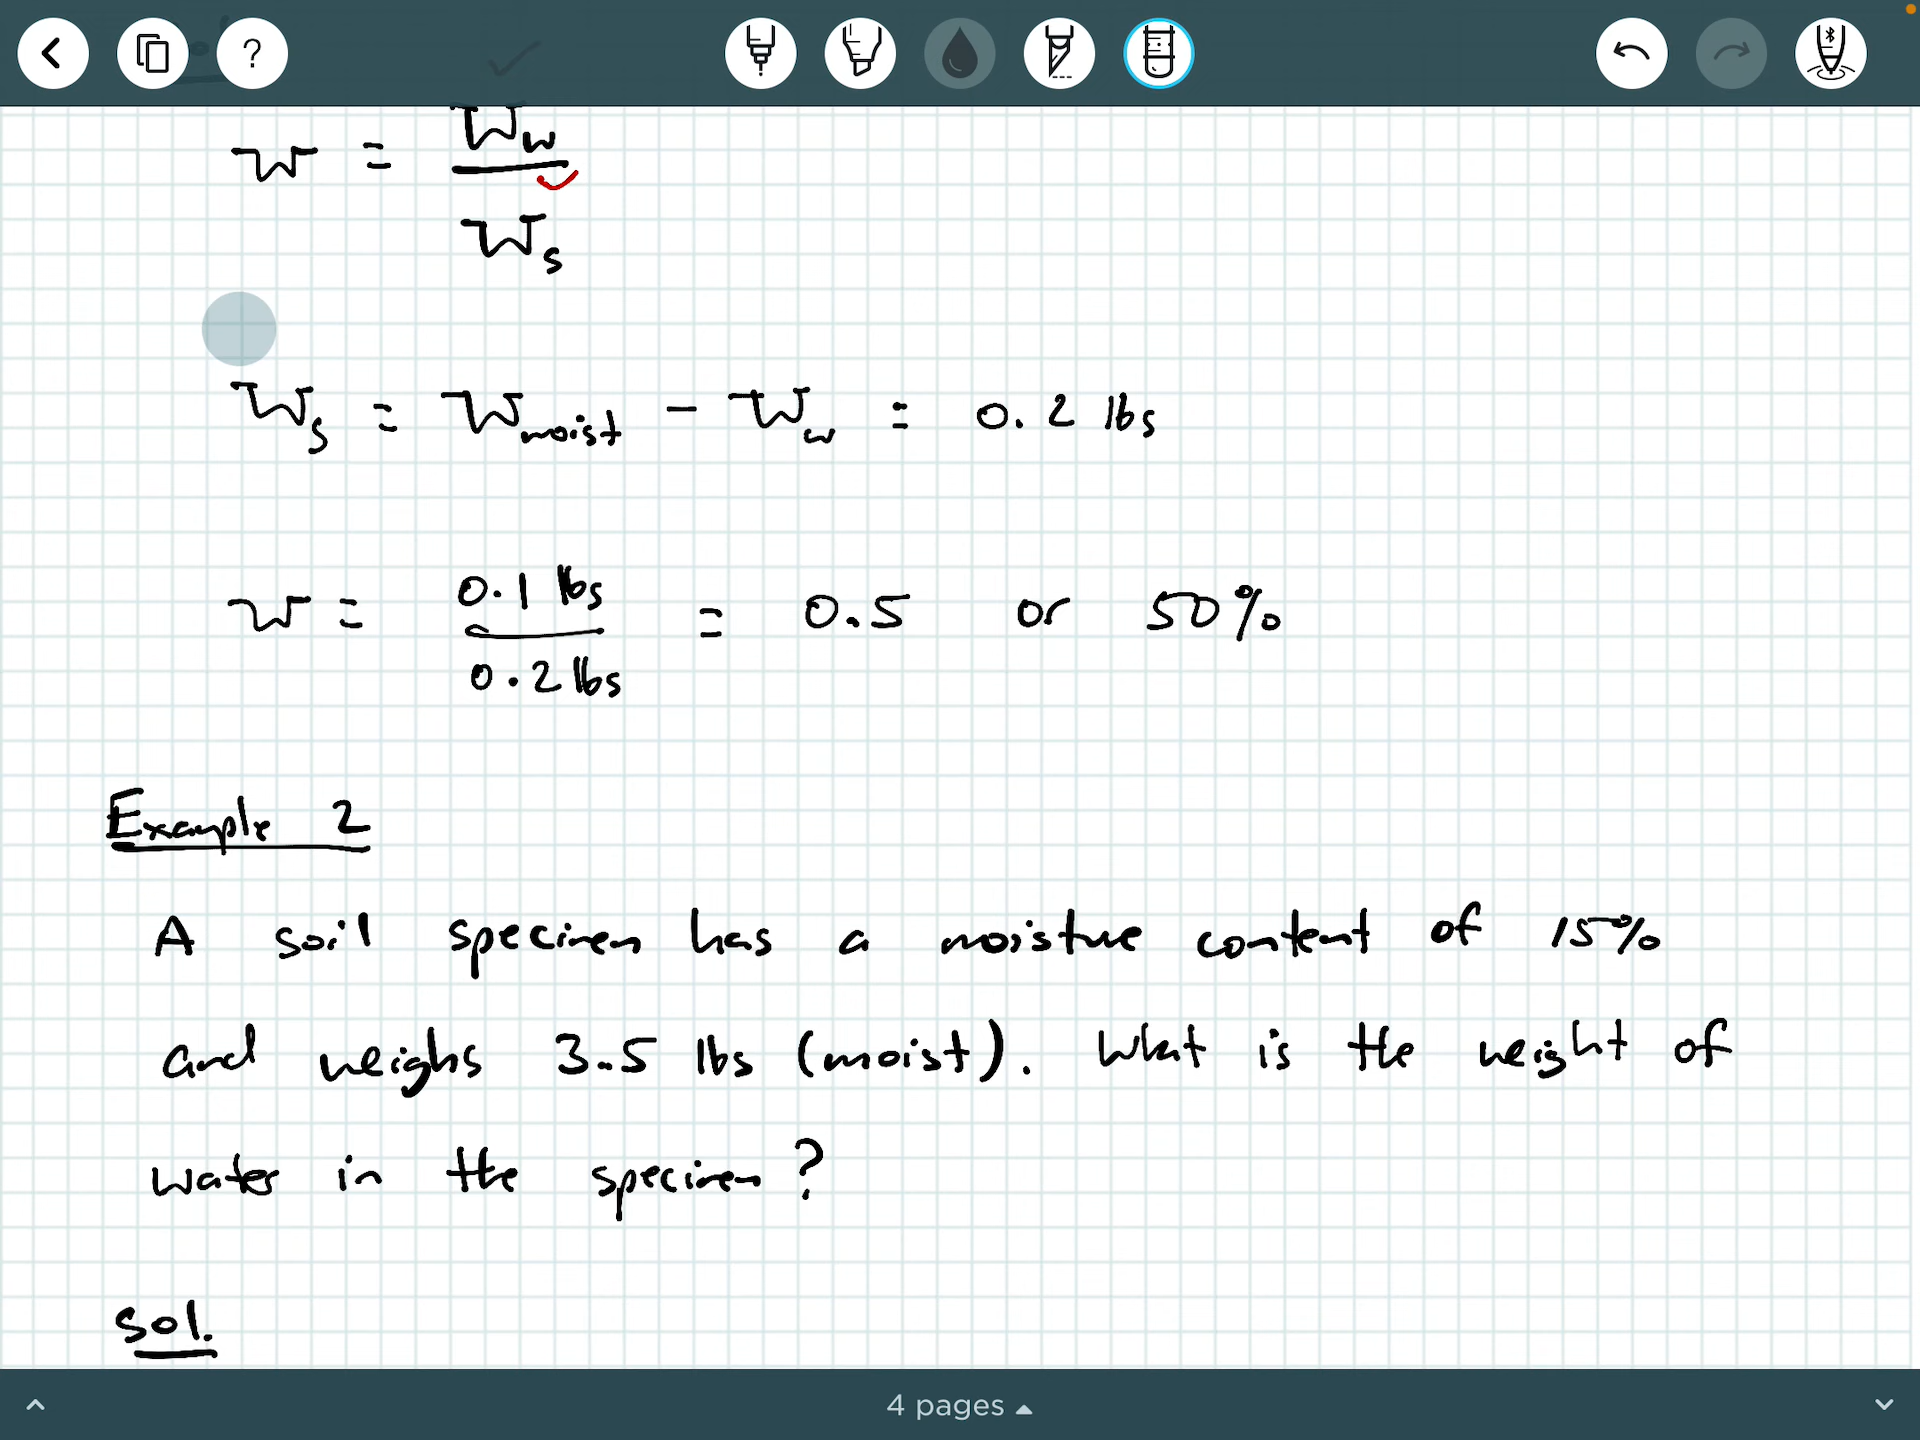 ?
w = Ww / Ws
Ws = Wmoist - Ww = 0.2 lbs
w = 0.1 lbs / 0.2 lbs = 0.5 or 50%
Example 2
A soil specimen has a moisture content of 15%
and weighs 3.5 lbs (moist). What is the weight of
water in the specimen?
Sol.
4 pages